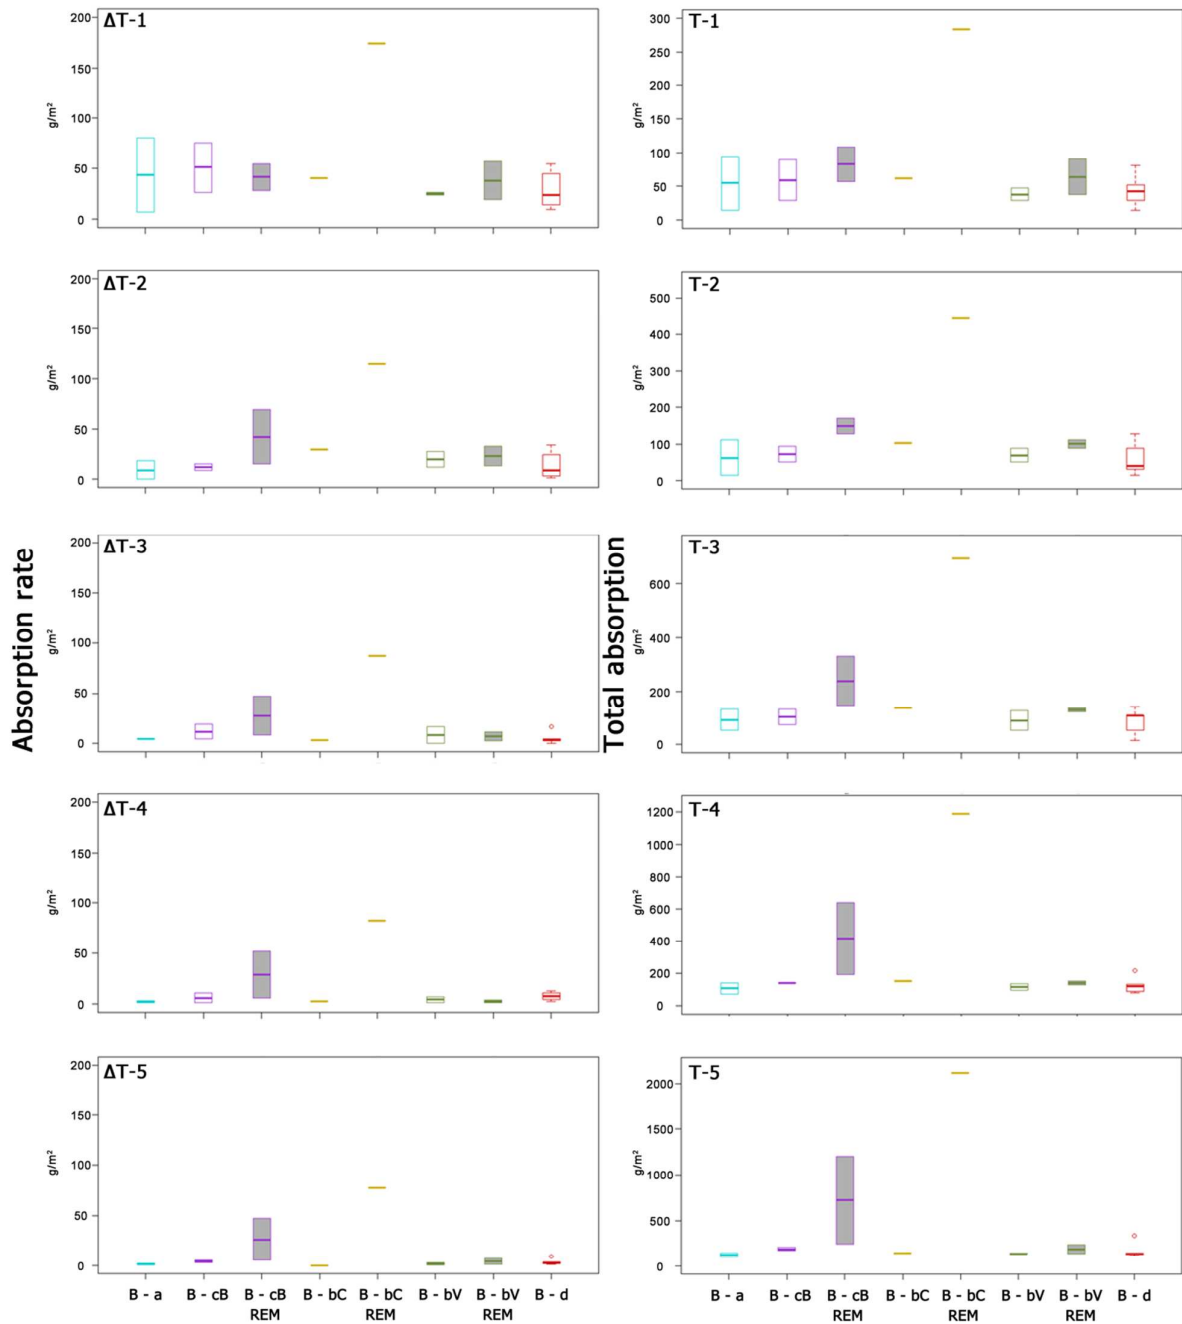 Absorption rate
Total absorption
ΔT-1
g/m²
200
150
100
50
0
T-1
g/m²
300
250
200
150
100
50
0
ΔT-2
g/m²
200
150
100
50
0
T-2
g/m²
500
400
300
200
100
0
ΔT-3
g/m²
200
150
100
50
0
T-3
g/m²
600
400
200
0
ΔT-4
g/m²
200
150
100
50
0
T-4
g/m²
1200
1000
800
600
400
200
0
ΔT-5
g/m²
200
150
100
50
0
T-5
g/m²
2000
1500
1000
500
0
B - a B - cB B - cB B - bC B - bC B - bV B - bV B - d
REM REM REM
B - a B - cB B - cB B - bC B - bC B - bV B - bV B - d
REM REM REM